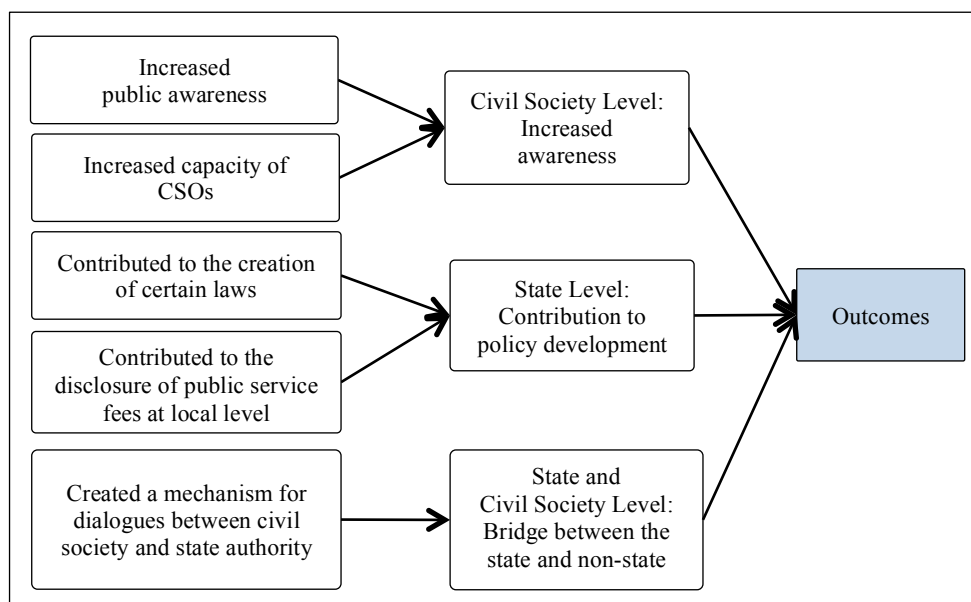 Increased
public awareness
Increased capacity of
CSOs
Contributed to the creation
of certain laws
Contributed to the
disclosure of public service
fees at local level
Created a mechanism for
dialogues between civil
society and state authority
Civil Society Level:
Increased
awareness
State Level:
Contribution to
policy development
State and
Civil Society Level:
Bridge between the
state and non-state
Outcomes